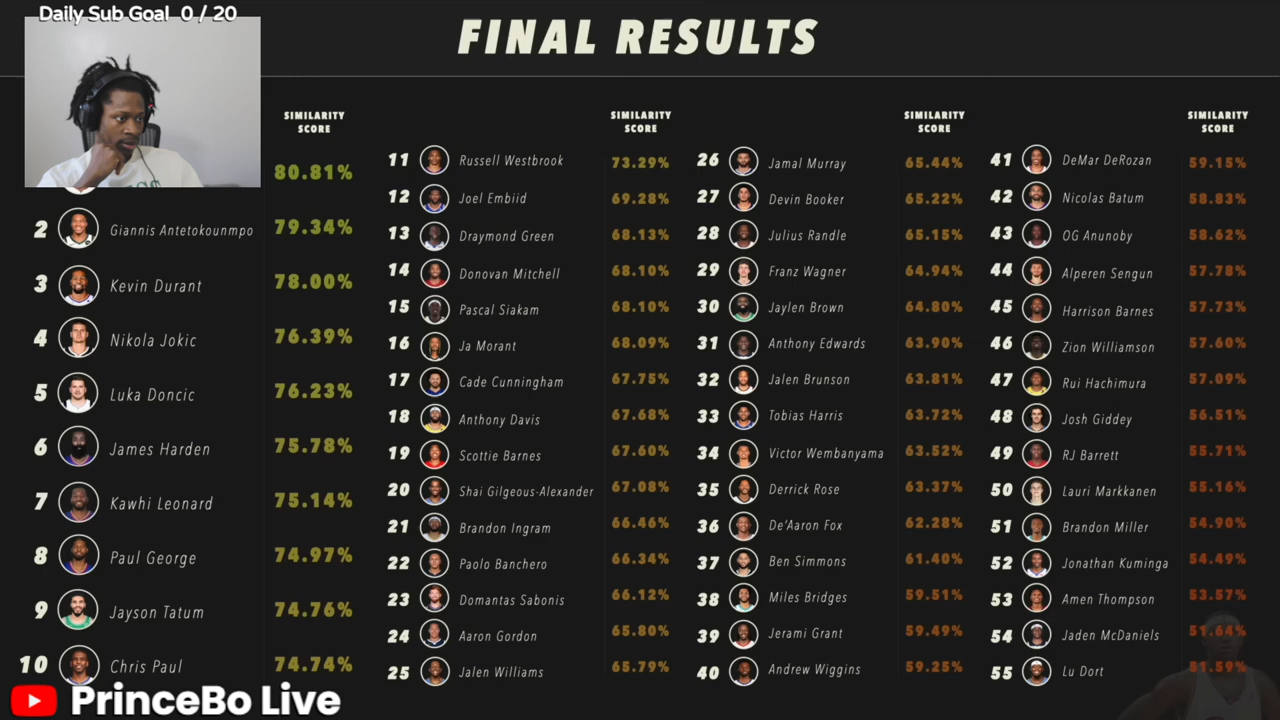 Daily Sub Goal 0 / 20
FINAL RESULTS
SIMILARITY
SCORE
80.81%
2 Giannis Antetokounmpo 79.34%
3 Kevin Durant 78.00%
4 Nikola Jokic 76.39%
5 Luka Doncic 76.23%
6 James Harden 75.78%
7 Kawhi Leonard 75.14%
8 Paul George 74.97%
9 Jayson Tatum 74.76%
10 Chris Paul 74.74%
SIMILARITY
SCORE
11 Russell Westbrook 73.29%
12 Joel Embiid 69.28%
13 Draymond Green 68.13%
14 Donovan Mitchell 68.10%
15 Pascal Siakam 68.10%
16 Ja Morant 68.09%
17 Cade Cunningham 67.75%
18 Anthony Davis 67.68%
19 Scottie Barnes 67.60%
20 Shai Gilgeous-Alexander 67.08%
21 Brandon Ingram 66.46%
22 Paolo Banchero 66.34%
23 Domantas Sabonis 66.12%
24 Aaron Gordon 65.80%
25 Jalen Williams 65.79%
SIMILARITY
SCORE
26 Jamal Murray 65.44%
27 Devin Booker 65.22%
28 Julius Randle 65.15%
29 Franz Wagner 64.94%
30 Jaylen Brown 64.80%
31 Anthony Edwards 63.90%
32 Jalen Brunson 63.81%
33 Tobias Harris 63.72%
34 Victor Wembanyama 63.52%
35 Derrick Rose 63.37%
36 De'Aaron Fox 62.28%
37 Ben Simmons 61.40%
38 Miles Bridges 59.51%
39 Jerami Grant 59.49%
40 Andrew Wiggins 59.25%
SIMILARITY
SCORE
41 DeMar DeRozan 59.15%
42 Nicolas Batum 58.83%
43 OG Anunoby 58.62%
44 Alperen Sengun 57.78%
45 Harrison Barnes 57.73%
46 Zion Williamson 57.60%
47 Rui Hachimura 57.09%
48 Josh Giddey 56.51%
49 RJ Barrett 55.71%
50 Lauri Markkanen 55.16%
51 Brandon Miller 54.90%
52 Jonathan Kuminga 54.49%
53 Amen Thompson 53.57%
54 Jaden McDaniels 51.64%
55 Lu Dort 51.59%
PrinceBo Live